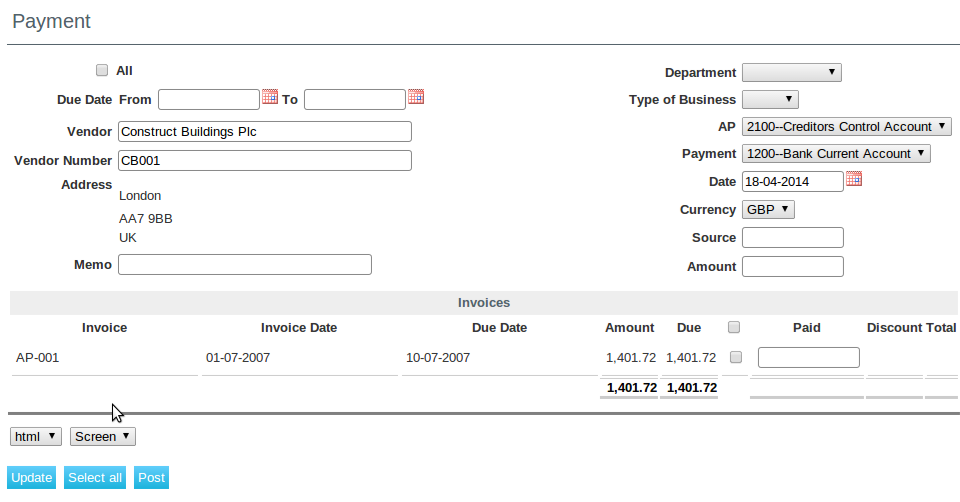 Payment
All
Department
Due Date From To
Type of Business
Vendor Construct Buildings Plc
AP 2100--Creditors Control Account
Vendor Number CB001
Payment 1200--Bank Current Account
Address
London
AA7 9BB
UK
Date 18-04-2014
Currency GBP
Source
Memo
Amount
Invoices
Invoice Invoice Date Due Date Amount Due Paid Discount Total
AP-001 01-07-2007 10-07-2007 1,401.72 1,401.72
1,401.72 1,401.72
html Screen
Update Select all Post